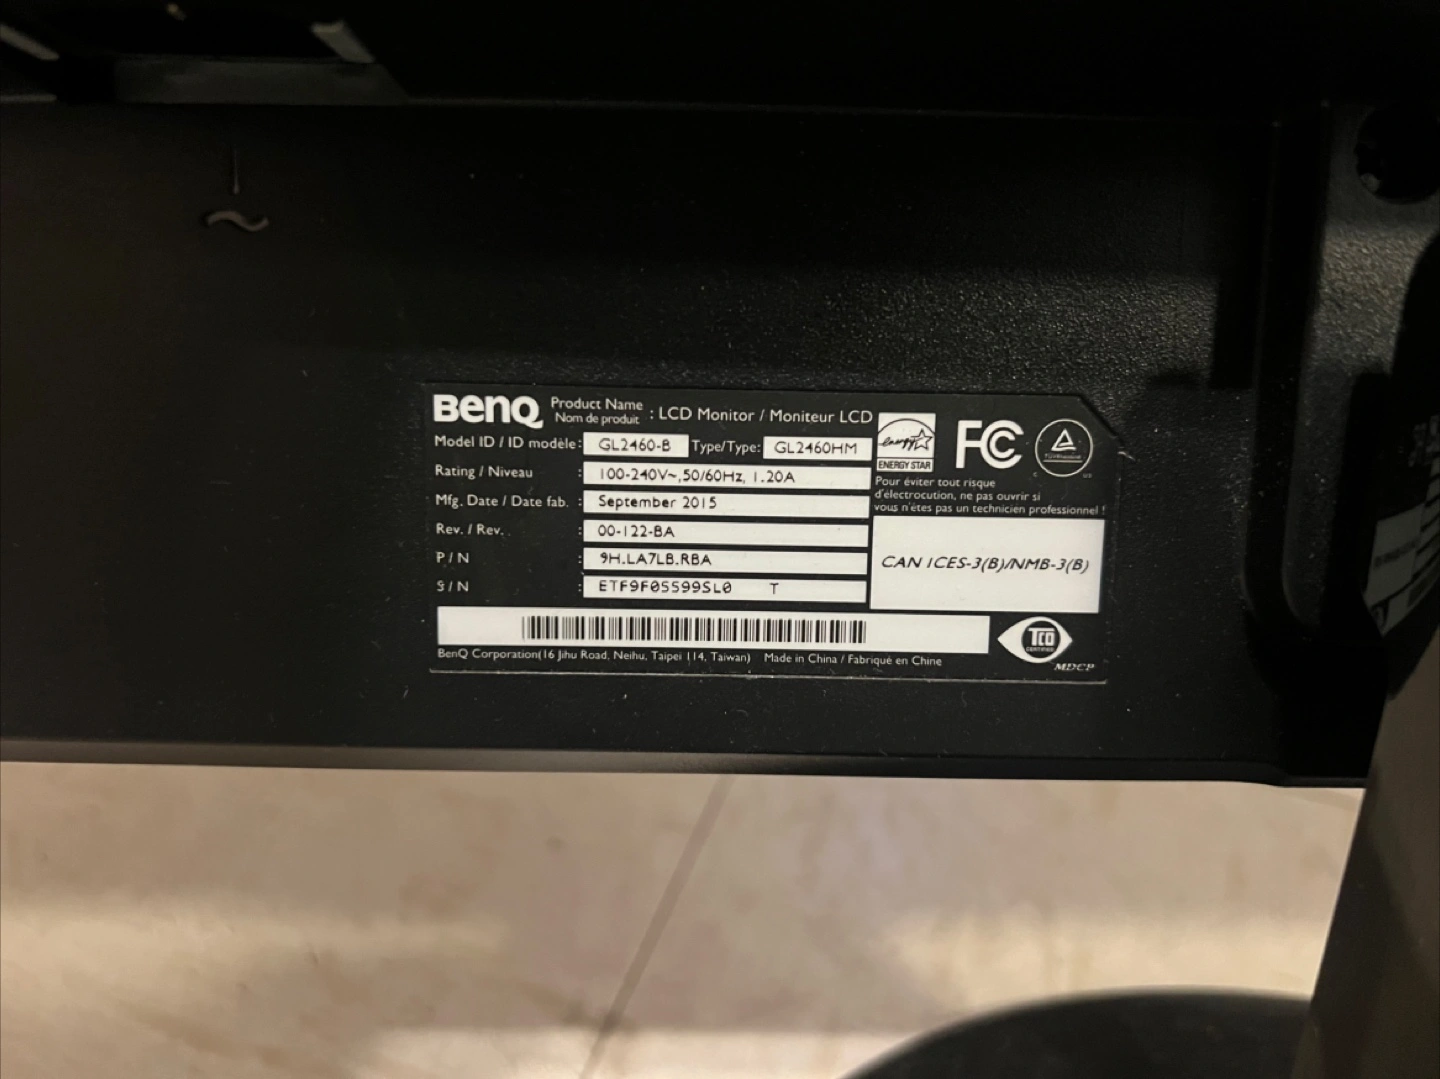 BenQ Product Name / Nom de produit : LCD Monitor / Moniteur LCD
Model ID / ID modèle : GL2460-B Type/Type: GL2460HM
Rating / Niveau : 100-240V~,50/60Hz, 1.20A
Mfg. Date / Date fab. : September 2015
Rev. / Rev. : 00-122-BA
P/N : 9H.LA7LB.RBA
S/N : ETF9F05599SL0 T
BenQ Corporation(16 Jihu Road, Neihu, Taipei 114, Taiwan) Made in China / Fabriqué en Chine
energy
ENERGY STAR
FC
Pour éviter tout risque
d'électrocution, ne pas ouvrir si
vous n'êtes pas un technicien professionnel !
CAN ICES-3(B)/NMB-3(B)
TCO
CERTIFIED
MDCP